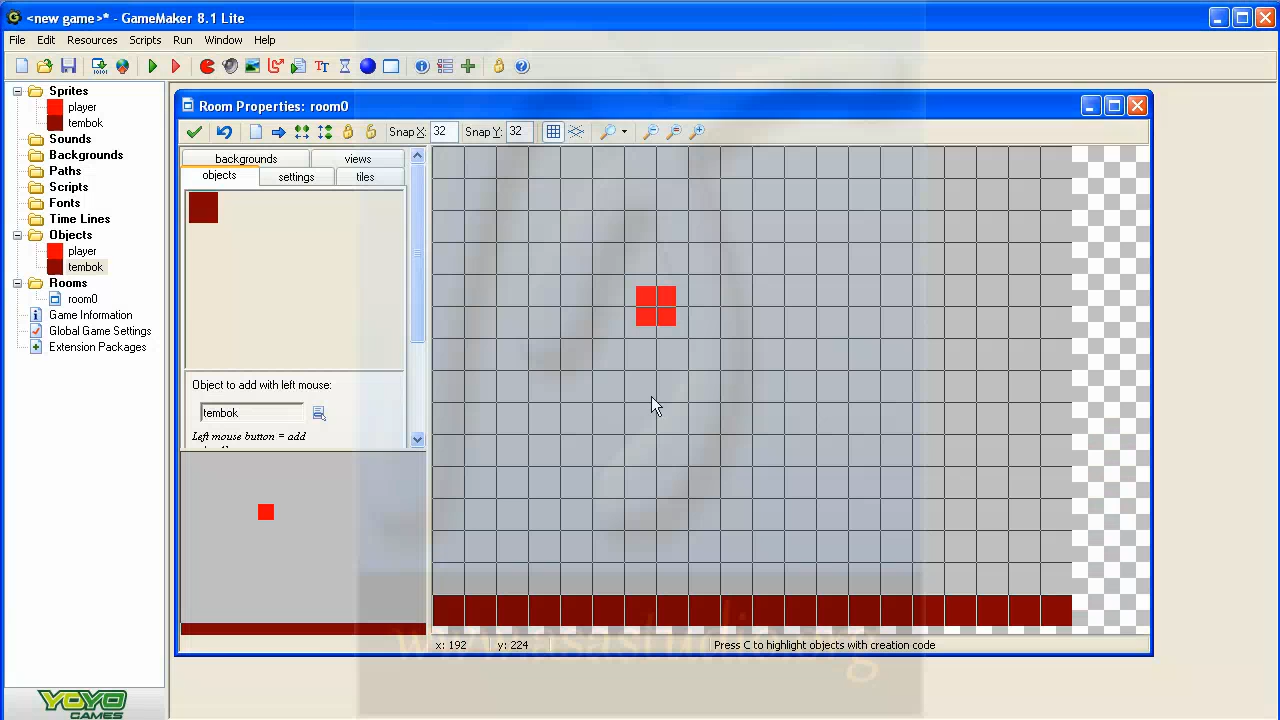 <new game>* - GameMaker 8.1 Lite
File Edit Resources Scripts Run Window Help
Sprites
player
tembok
Sounds
Backgrounds
Paths
Scripts
Fonts
Time Lines
Objects
player
tembok
Rooms
room0
Game Information
Global Game Settings
Extension Packages
YOYO
GAMES
Room Properties: room0
Snap X: 32 Snap Y: 32
backgrounds views
objects settings tiles
Object to add with left mouse:
tembok
Left mouse button = add
x: 192 y: 224 Press C to highlight objects with creation code